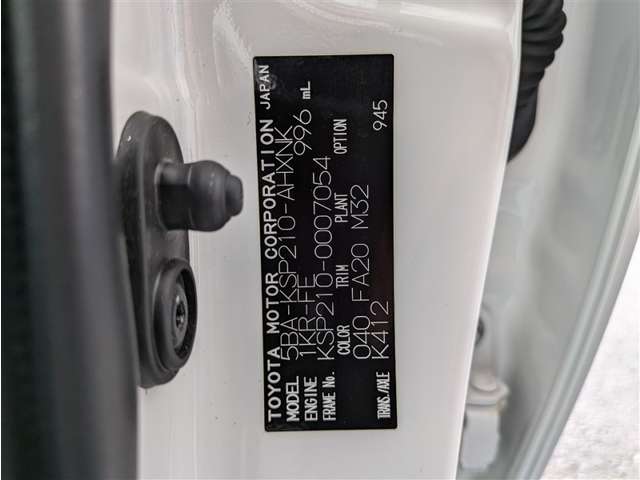 TOYOTA MOTOR CORPORATION JAPAN
MODEL 5BA-KSP210-AHXNK
ENGINE 1KR-FE 996 mL
FRAME No. KSP210-0007054
COLOR TRIM PLANT OPTION
040 FA20 M32 945
TRANS./AXLE K412